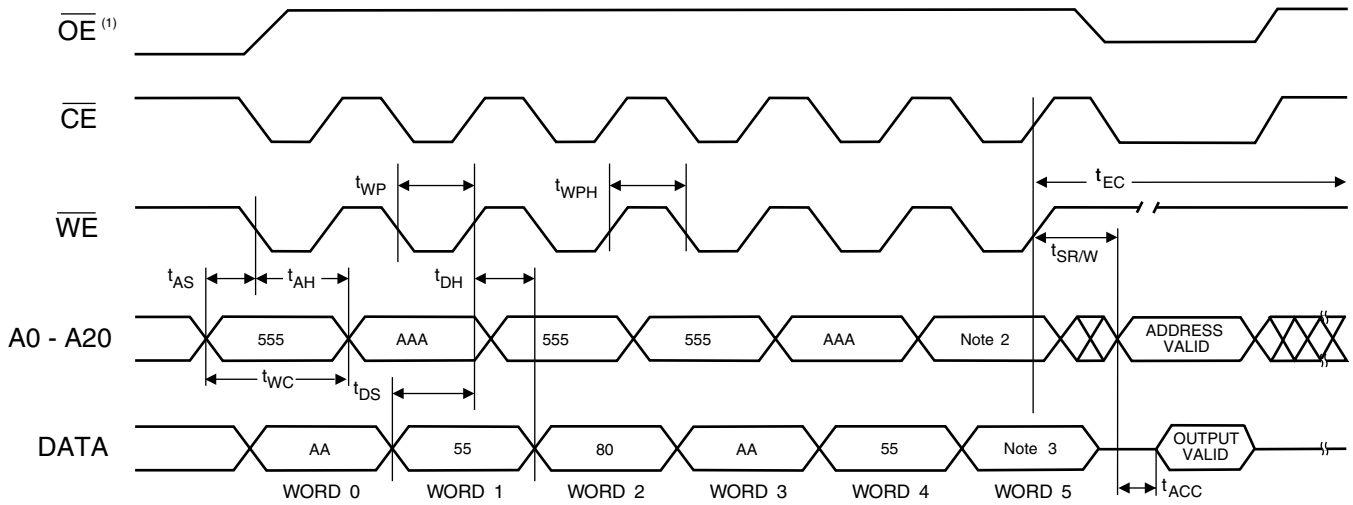 OE (1)
CE
tWP
tWPH
tEC
WE
tSR/W
tAS
tAH
tDH
A0 - A20
555
AAA
555
555
AAA
Note 2
ADDRESS
VALID
tWC
tDS
DATA
AA
55
80
AA
55
Note 3
OUTPUT
VALID
WORD 0
WORD 1
WORD 2
WORD 3
WORD 4
WORD 5
tACC